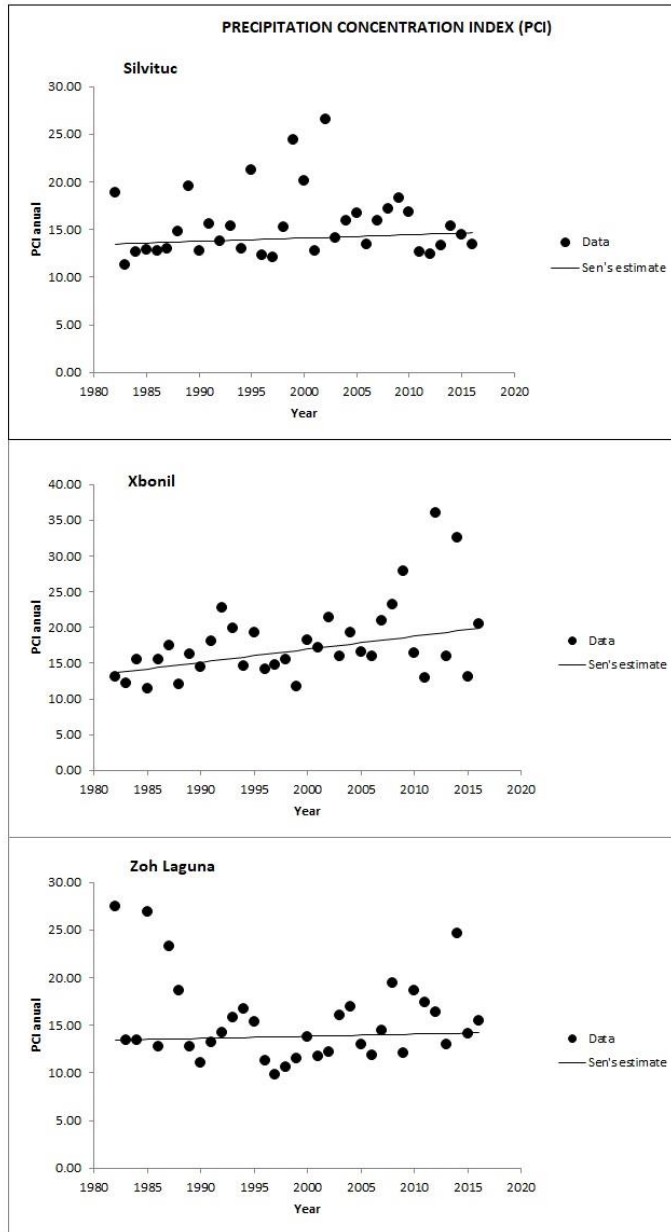 PRECIPITATION CONCENTRATION INDEX (PCI)
Silvituc
30.00
25.00
20.00
15.00
10.00
5.00
0.00
PCI anual
1980 1985 1990 1995 2000 2005 2010 2015 2020
Year
Data
Sen's estimate
Xbonil
40.00
35.00
30.00
25.00
20.00
15.00
10.00
5.00
0.00
PCI anual
1980 1985 1990 1995 2000 2005 2010 2015 2020
Year
Data
Sen's estimate
Zoh Laguna
30.00
25.00
20.00
15.00
10.00
5.00
0.00
PCI anual
1980 1985 1990 1995 2000 2005 2010 2015 2020
Year
Data
Sen's estimate